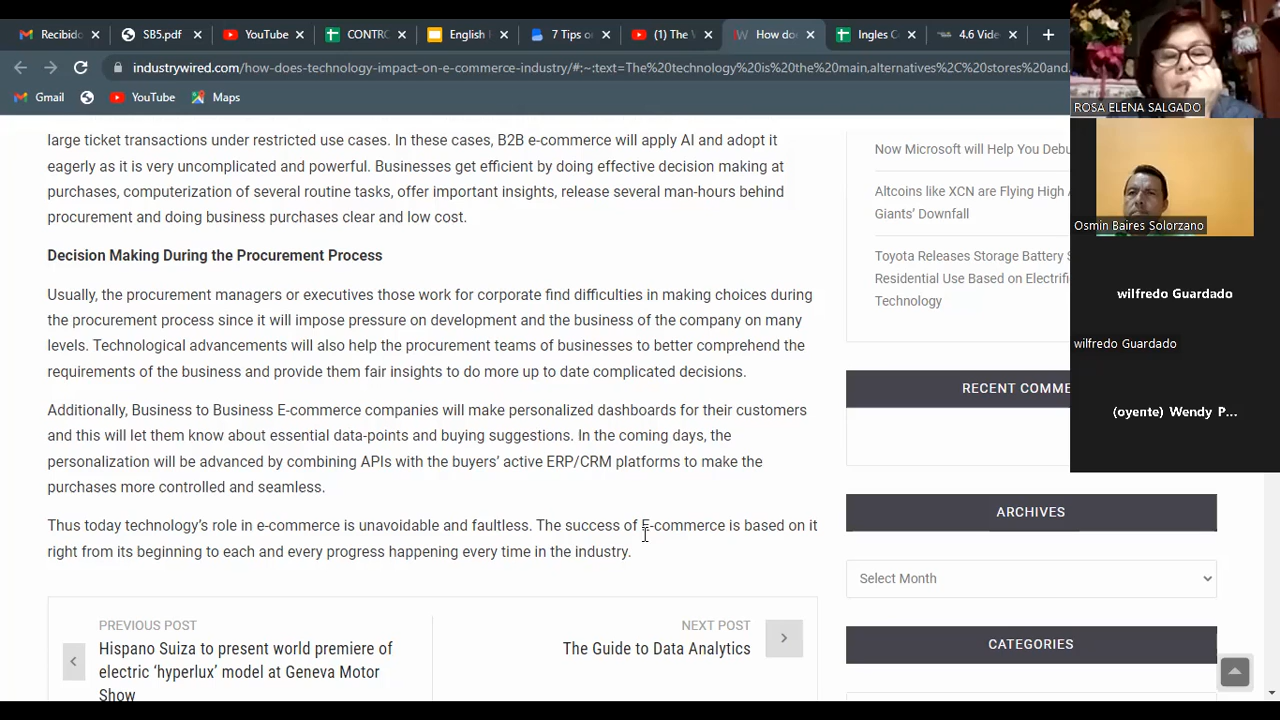 Recibido
SB5.pdf
YouTube
CONTRO
English
7 Tips o
(1) The
How do
Ingles C
4.6 Vide
industrywired.com/how-does-technology-impact-on-e-commerce-industry/#:~:text=The%20technology%20is%20the%20main,alternatives%2C%20stores%20and
Gmail
YouTube
Maps
large ticket transactions under restricted use cases. In these cases, B2B e-commerce will apply AI and adopt it
eagerly as it is very uncomplicated and powerful. Businesses get efficient by doing effective decision making at
purchases, computerization of several routine tasks, offer important insights, release several man-hours behind
procurement and doing business purchases clear and low cost.
Decision Making During the Procurement Process
Usually, the procurement managers or executives those work for corporate find difficulties in making choices during
the procurement process since it will impose pressure on development and the business of the company on many
levels. Technological advancements will also help the procurement teams of businesses to better comprehend the
requirements of the business and provide them fair insights to do more up to date complicated decisions.
Additionally, Business to Business E-commerce companies will make personalized dashboards for their customers
and this will let them know about essential data-points and buying suggestions. In the coming days, the
personalization will be advanced by combining APIs with the buyers' active ERP/CRM platforms to make the
purchases more controlled and seamless.
Thus today technology's role in e-commerce is unavoidable and faultless. The success of E-commerce is based on it
right from its beginning to each and every progress happening every time in the industry.
PREVIOUS POST
Hispano Suiza to present world premiere of
electric 'hyperlux' model at Geneva Motor
Show
NEXT POST
The Guide to Data Analytics
Now Microsoft will Help You Debu
Altcoins like XCN are Flying High
Giants' Downfall
Toyota Releases Storage Battery S
Residential Use Based on Electrifi
Technology
RECENT COMME
ARCHIVES
Select Month
CATEGORIES
ROSA ELENA SALGADO
Osmin Baires Solorzano
wilfredo Guardado
wilfredo Guardado
(oyente) Wendy P...